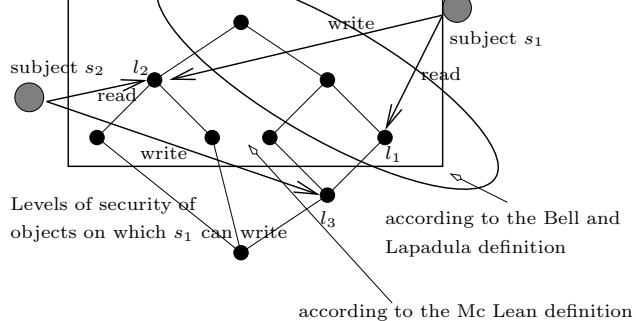 write
subject s₁
subject s₂
l₂
read
read
write
l₁
Levels of security of
objects on which s₁ can write
l₃
according to the Bell and
Lapadula definition
according to the Mc Lean definition